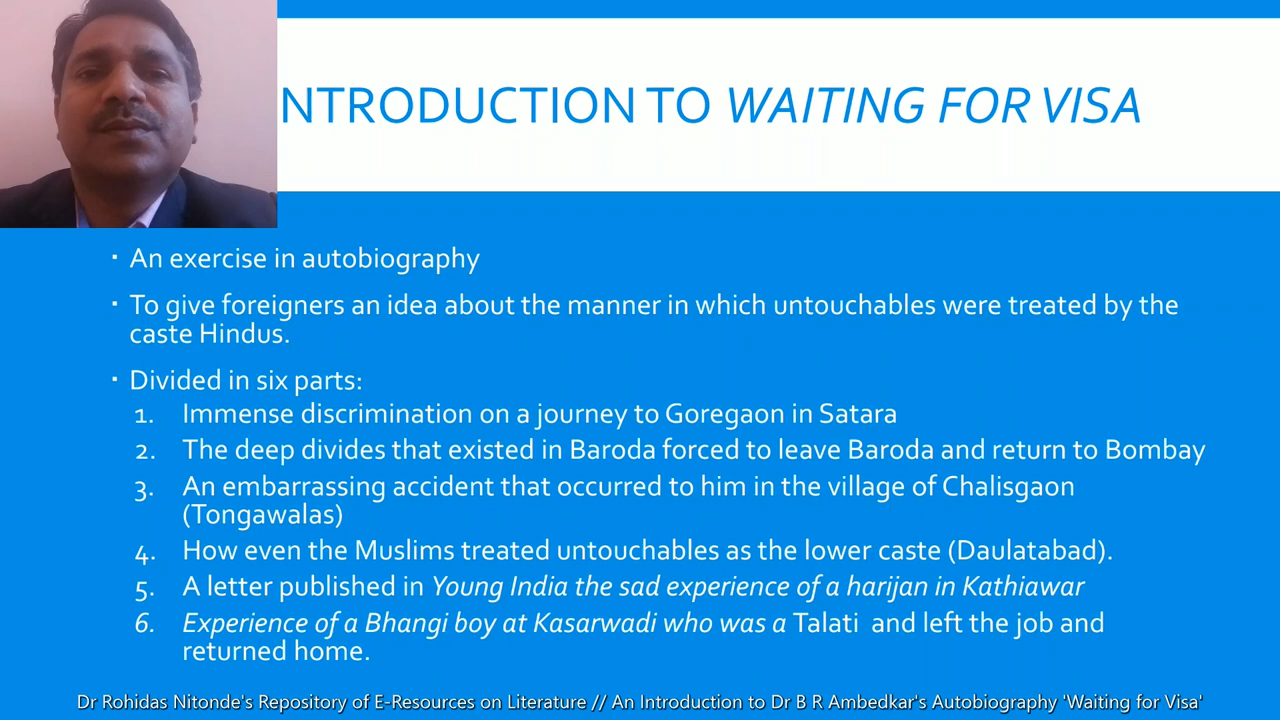 NTRODUCTION TO WAITING FOR VISA
▪ An exercise in autobiography
▪ To give foreigners an idea about the manner in which untouchables were treated by the
caste Hindus.
▪ Divided in six parts:
1. Immense discrimination on a journey to Goregaon in Satara
2. The deep divides that existed in Baroda forced to leave Baroda and return to Bombay
3. An embarrassing accident that occurred to him in the village of Chalisgaon
(Tongawalas)
4. How even the Muslims treated untouchables as the lower caste (Daulatabad).
5. A letter published in Young India the sad experience of a harijan in Kathiawar
6. Experience of a Bhangi boy at Kasarwadi who was a Talati and left the job and
returned home.
Dr Rohidas Nitonde's Repository of E-Resources on Literature // An Introduction to Dr B R Ambedkar's Autobiography 'Waiting for Visa'